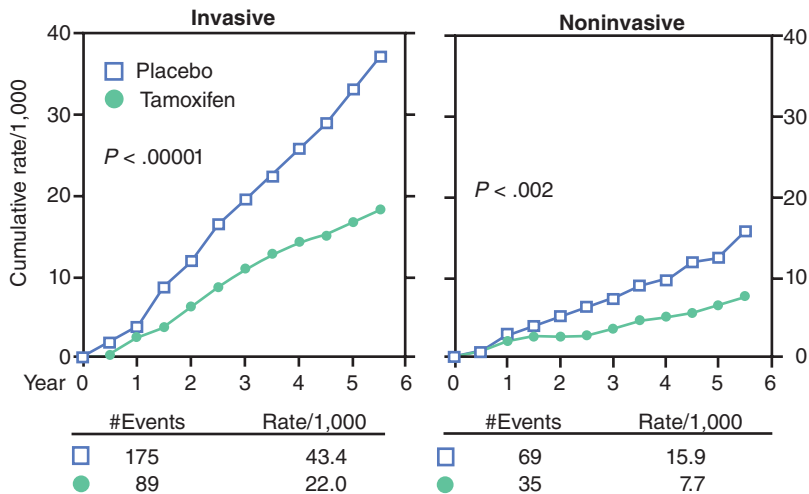 Invasive
Noninvasive
Cumulative rate/1,000
40
30
20
10
0
Placebo
Tamoxifen
P < .00001
P < .002
40
30
20
10
0
Year 0 1 2 3 4 5 6
0 1 2 3 4 5 6
#Events Rate/1,000
175 43.4
89 22.0
#Events Rate/1,000
69 15.9
35 7.7